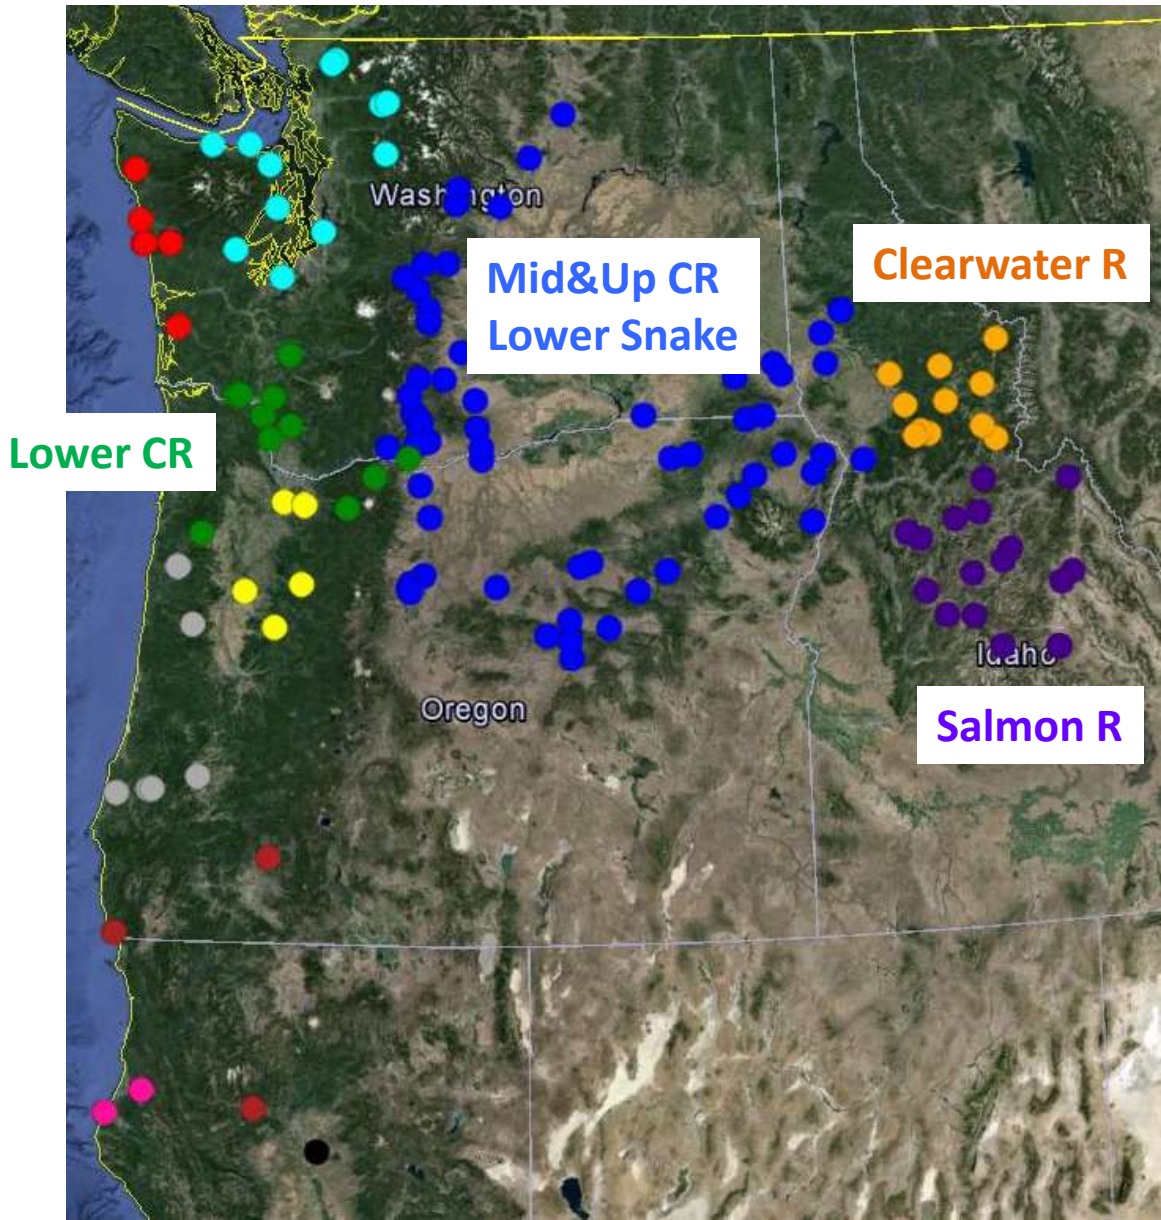 Washington
Mid&Up CR
Lower Snake
Clearwater R
Lower CR
Idaho
Oregon
Salmon R